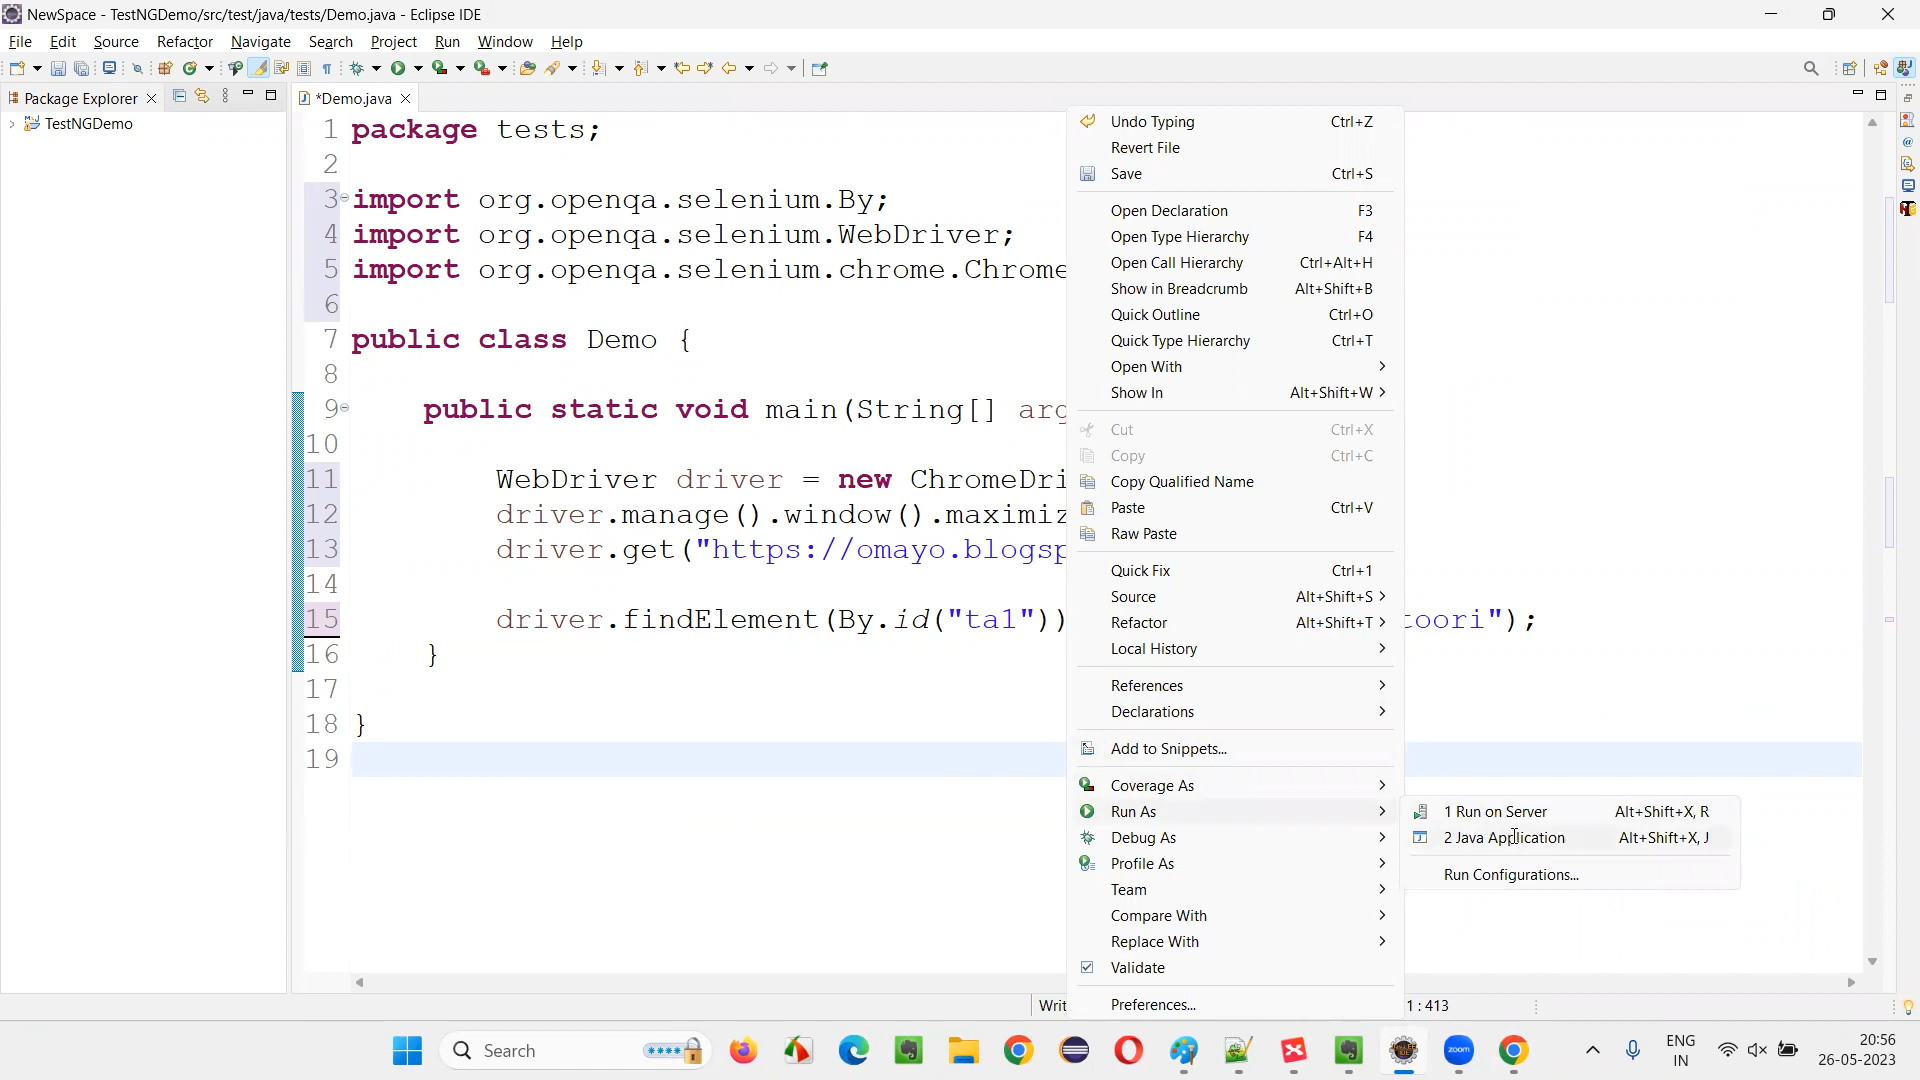 NewSpace - TestNGDemo/src/test/java/tests/Demo.java - Eclipse IDE
File Edit Source Refactor Navigate Search Project Run Window Help
Package Explorer
*Demo.java
TestNGDemo
1 package tests;
2
3 import org.openqa.selenium.By;
4 import org.openqa.selenium.WebDriver;
5 import org.openqa.selenium.chrome.Chrome
6
7 public class Demo {
8
9 public static void main(String[] arg
10
11 WebDriver driver = new ChromeDri
12 driver.manage().window().maximiz
13 driver.get("https://omayo.blogsp
14
15 driver.findElement(By.id("ta1")) toori");
16 }
17
18 }
19
Undo Typing Ctrl+Z
Revert File
Save Ctrl+S
Open Declaration F3
Open Type Hierarchy F4
Open Call Hierarchy Ctrl+Alt+H
Show in Breadcrumb Alt+Shift+B
Quick Outline Ctrl+O
Quick Type Hierarchy Ctrl+T
Open With
Show In Alt+Shift+W
Cut Ctrl+X
Copy Ctrl+C
Copy Qualified Name
Paste Ctrl+V
Raw Paste
Quick Fix Ctrl+1
Source Alt+Shift+S
Refactor Alt+Shift+T
Local History
References
Declarations
Add to Snippets...
Coverage As
Run As
Debug As
Profile As
Team
Compare With
Replace With
Validate
Preferences...
1 Run on Server Alt+Shift+X, R
2 Java Application Alt+Shift+X, J
Run Configurations...
Writ
1 : 413
Search
zoom
ENG
IN
20:56
26-05-2023